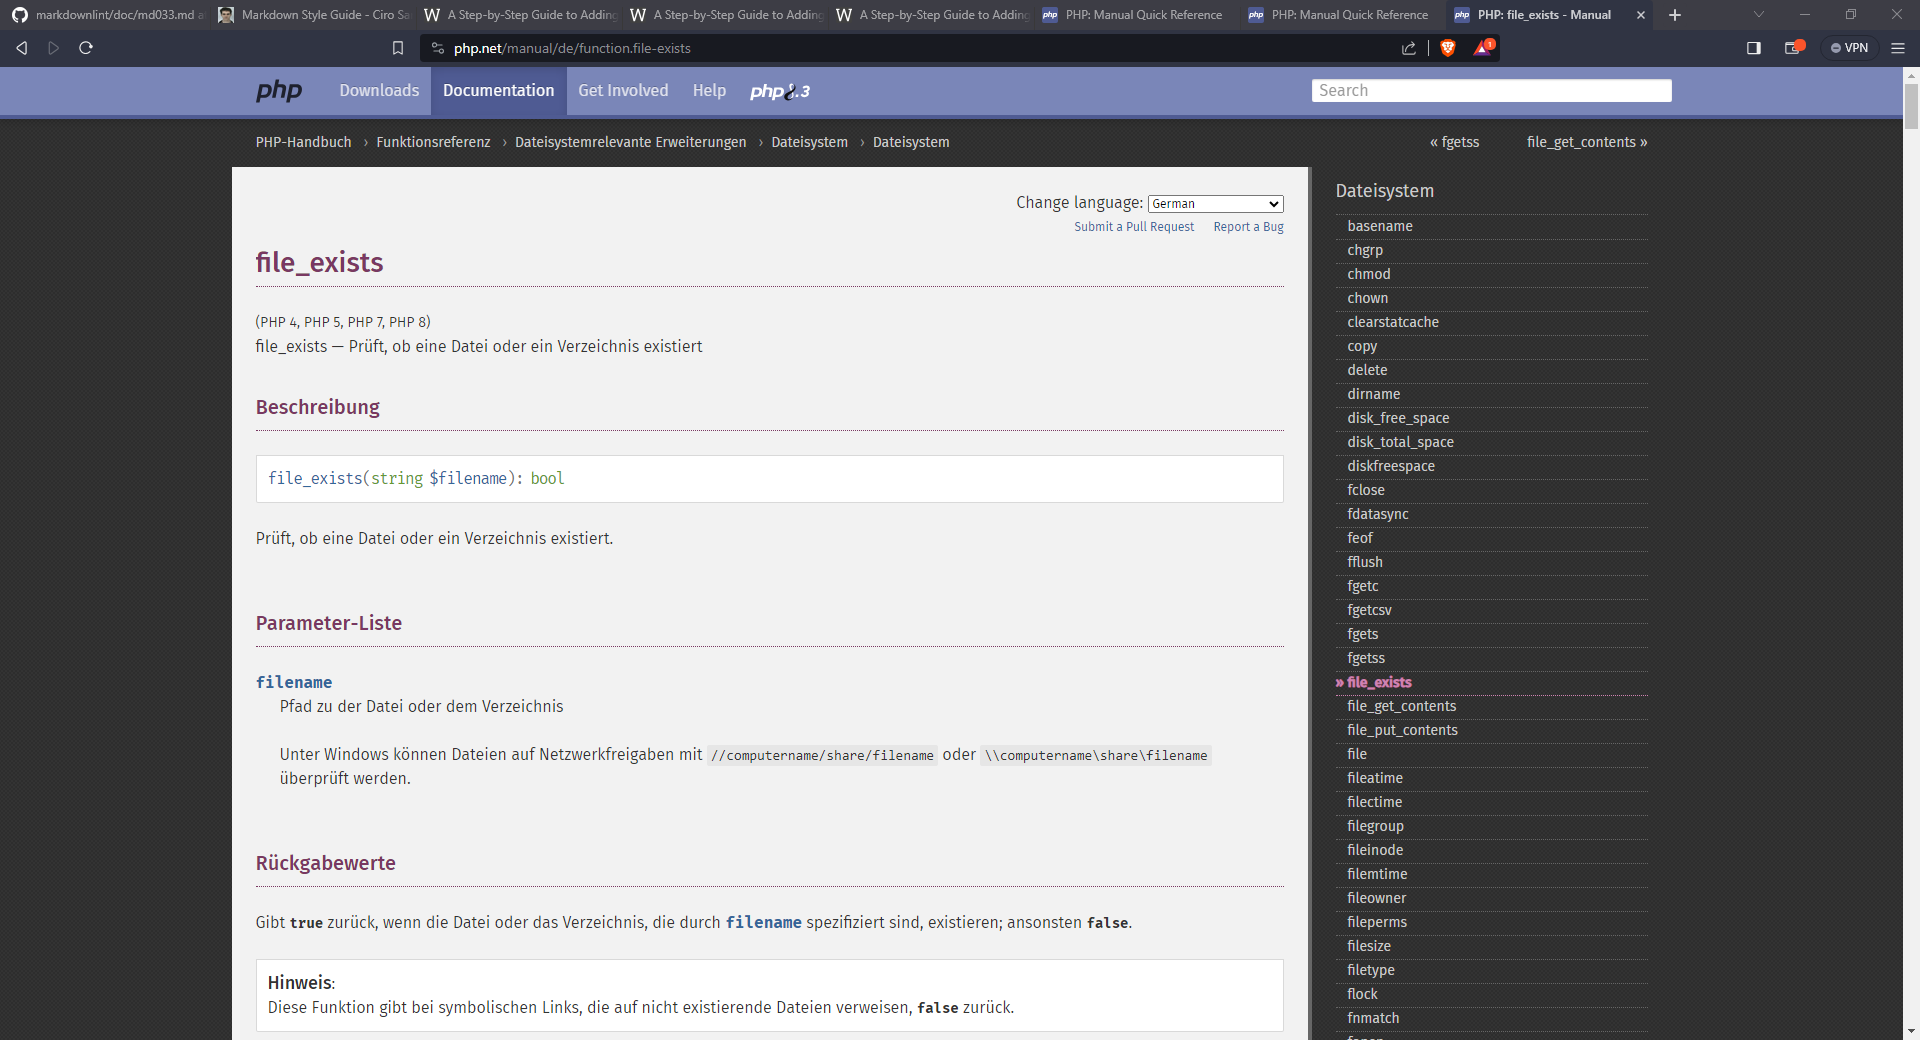 markdownlint/doc/md033.md a
Markdown Style Guide - Ciro Sa
A Step-by-Step Guide to Adding
A Step-by-Step Guide to Adding
A Step-by-Step Guide to Adding
PHP: Manual Quick Reference
PHP: Manual Quick Reference
PHP: file_exists - Manual
php.net/manual/de/function.file-exists
1
VPN
php
Downloads
Documentation
Get Involved
Help
php8.3
Search
PHP-Handbuch › Funktionsreferenz › Dateisystemrelevante Erweiterungen › Dateisystem › Dateisystem
« fgetss
file_get_contents »
Change language: German
Submit a Pull Request Report a Bug
file_exists
(PHP 4, PHP 5, PHP 7, PHP 8)
file_exists — Prüft, ob eine Datei oder ein Verzeichnis existiert
Beschreibung
file_exists(string $filename): bool
Prüft, ob eine Datei oder ein Verzeichnis existiert.
Parameter-Liste
filename
Pfad zu der Datei oder dem Verzeichnis
Unter Windows können Dateien auf Netzwerkfreigaben mit //computername/share/filename oder \\computername\share\filename
überprüft werden.
Rückgabewerte
Gibt true zurück, wenn die Datei oder das Verzeichnis, die durch filename spezifiziert sind, existieren; ansonsten false.
Hinweis:
Diese Funktion gibt bei symbolischen Links, die auf nicht existierende Dateien verweisen, false zurück.
Dateisystem
basename
chgrp
chmod
chown
clearstatcache
copy
delete
dirname
disk_free_space
disk_total_space
diskfreespace
fclose
fdatasync
feof
fflush
fgetc
fgetcsv
fgets
fgetss
» file_exists
file_get_contents
file_put_contents
file
fileatime
filectime
filegroup
fileinode
filemtime
fileowner
fileperms
filesize
filetype
flock
fnmatch